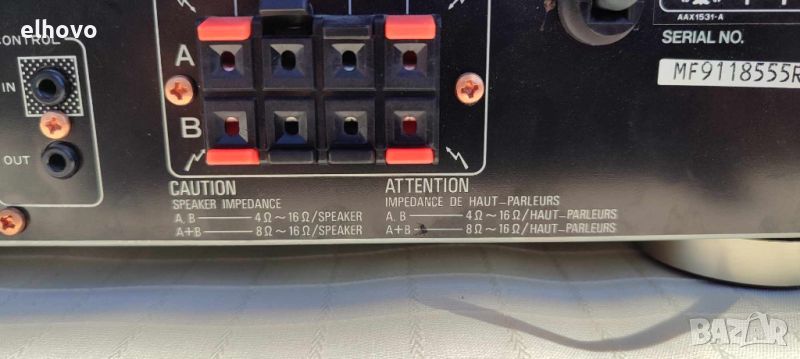 elhovo
CONTROL
IN
OUT
A
B
AAX1531-A
SERIAL NO.
MF9118555R
CAUTION
SPEAKER IMPEDANCE
A, B 4Ω~16Ω/SPEAKER
A+B 8Ω~16Ω/SPEAKER
ATTENTION
IMPEDANCE DE HAUT-PARLEURS
A, B 4Ω~16Ω/HAUT-PARLEURS
A+B 8Ω~16Ω/HAUT-PARLEURS
BAZAR